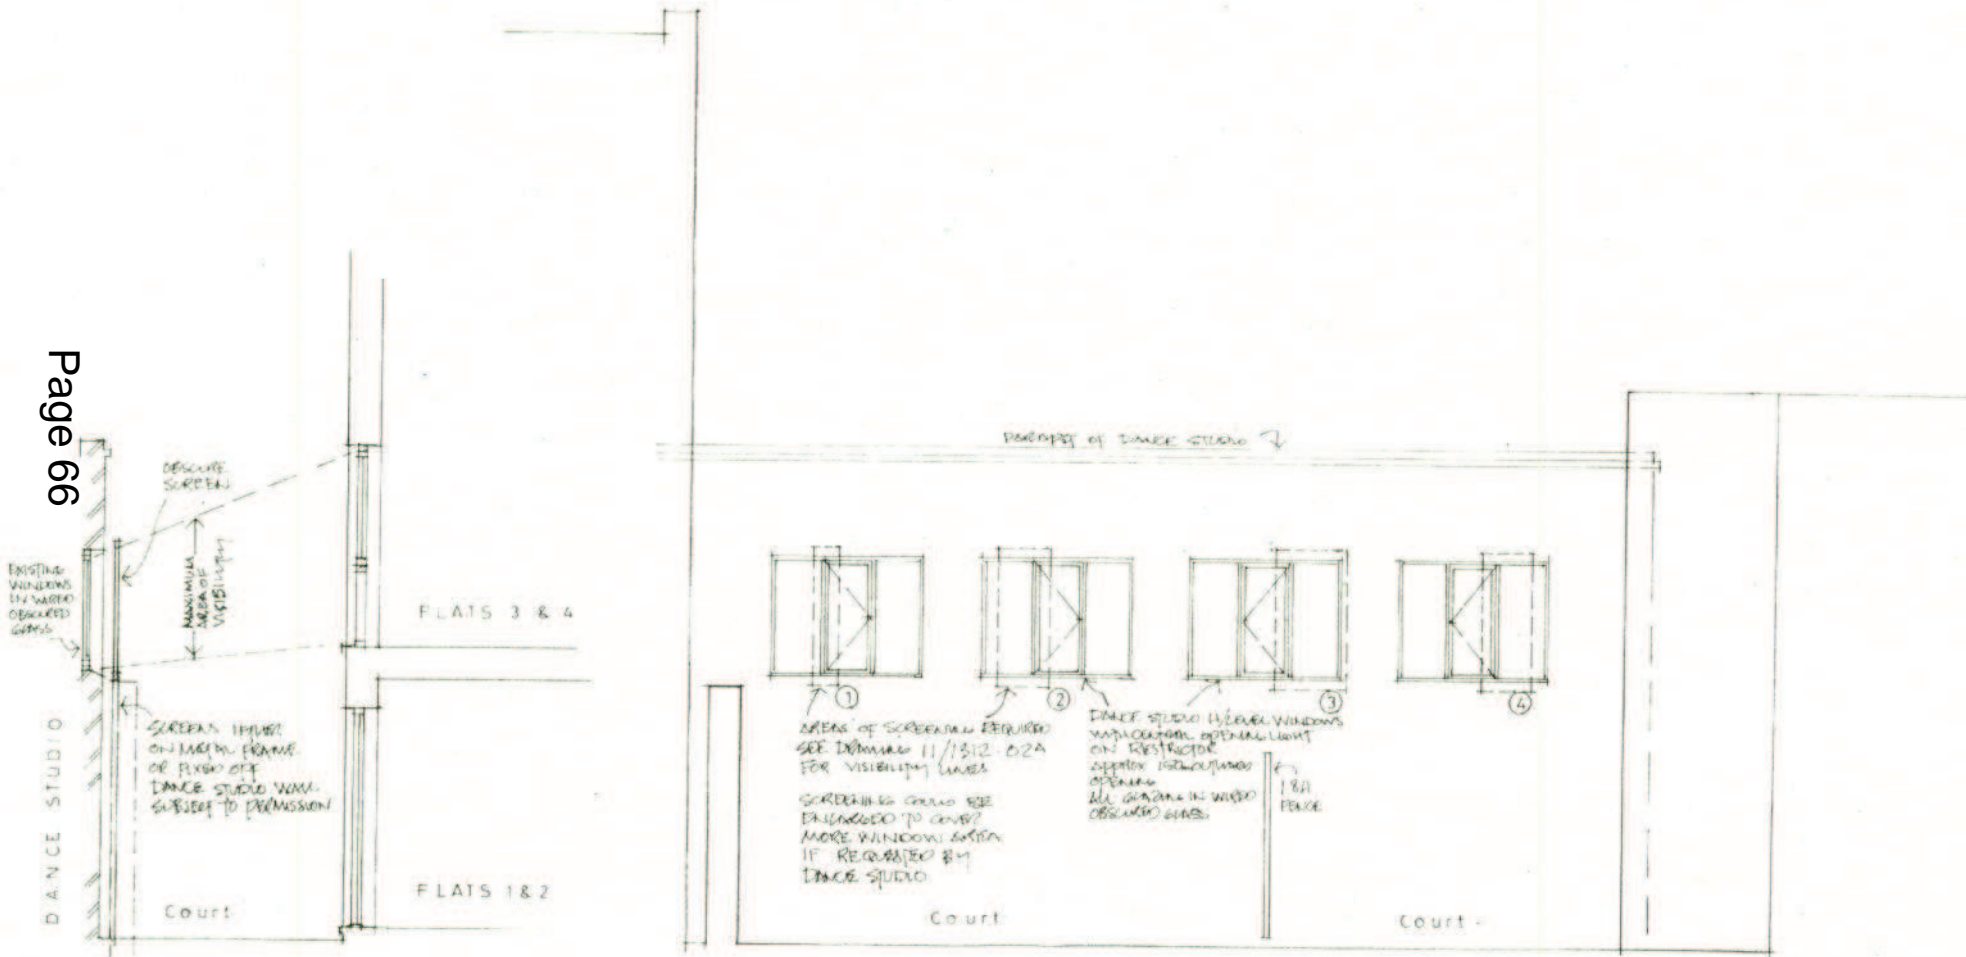 Page 66
OBSCURE
SCREEN
EXISTING
WINDOWS
IN WIRED
OBSCURED
GLASS
MAXIMUM
AREA OF
VISIBILITY
FLATS 3 & 4
DANCE STUDIO
SCREENS EITHER
ON METAL FRAME
OR FIXED OFF
DANCE STUDIO WALL
SUBJECT TO PERMISSION
Court
FLATS 1 & 2
PARAPET OF DANCE STUDIO
1
2
3
4
AREAS OF SCREENING REQUIRED
SEE DRAWING 11/1312-02A
FOR VISIBILITY LINES
SCREENING COULD BE
ENLARGED TO COVER
MORE WINDOW AREA
IF REQUESTED BY
DANCE STUDIO
DANCE STUDIO H/LEVEL WINDOWS
WITH CENTRAL OPENING LIGHT
ON RESTRICTOR
APPROX
OPENING
ALL GLAZING IN WIRED
OBSCURED GLASS
FENCE
Court
Court